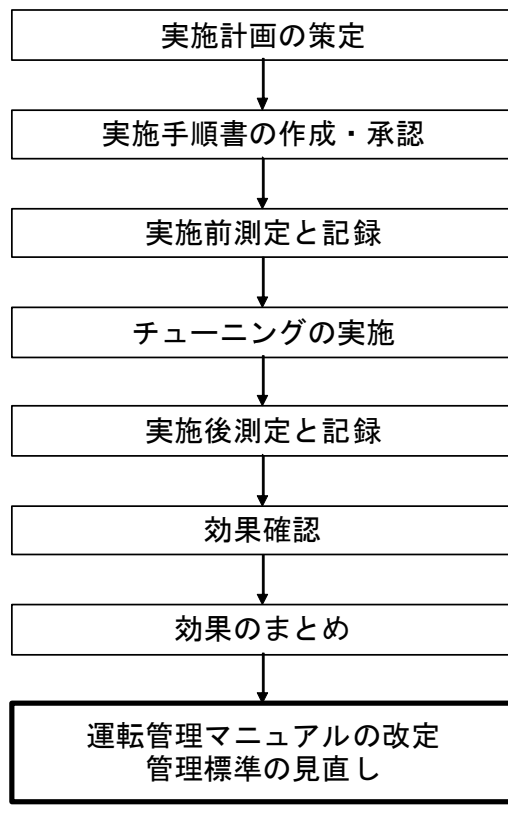 実施計画の策定
実施手順書の作成・承認
実施前測定と記録
チューニングの実施
実施後測定と記録
効果確認
効果のまとめ
運転管理マニュアルの改定
管理標準の見直し